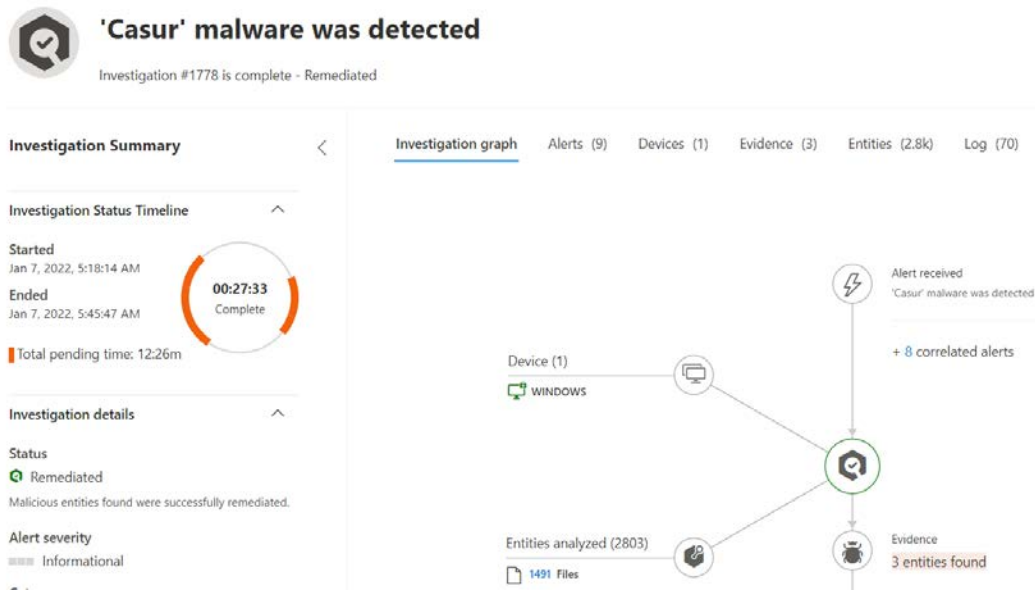 'Casur' malware was detected
Investigation #1778 is complete - Remediated
Investigation Summary
Investigation graph
Alerts (9)
Devices (1)
Evidence (3)
Entities (2.8k)
Log (70)
Investigation Status Timeline
Started
Jan 7, 2022, 5:18:14 AM
Ended
Jan 7, 2022, 5:45:47 AM
00:27:33
Complete
Total pending time: 12:26m
Investigation details
Status
Remediated
Malicious entities found were successfully remediated.
Alert severity
Informational
Alert received
'Casur' malware was detected
+ 8 correlated alerts
Device (1)
WINDOWS
Entities analyzed (2803)
1491 Files
Evidence
3 entities found